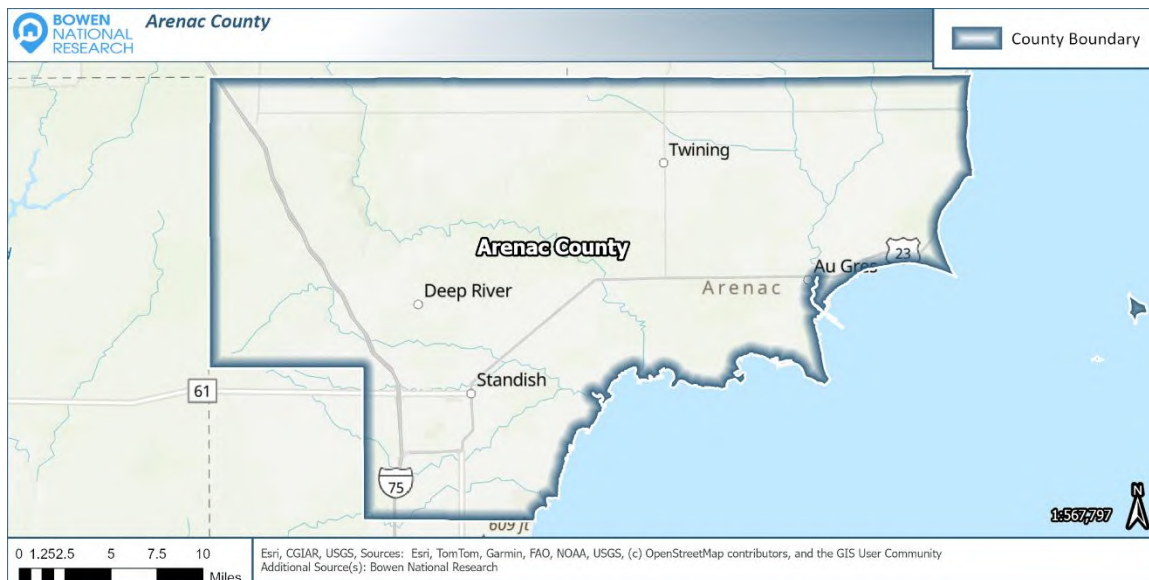 BOWEN
NATIONAL
RESEARCH
Arenac County
County Boundary
Twining
Arenac County
23
Au Gres
Arenac
Deep River
Standish
61
75
609 ft
N
1:567,797
0 1.25 2.5 5 7.5 10
Miles
Esri, CGIAR, USGS, Sources: Esri, TomTom, Garmin, FAO, NOAA, USGS, (c) OpenStreetMap contributors, and the GIS User Community
Additional Source(s): Bowen National Research